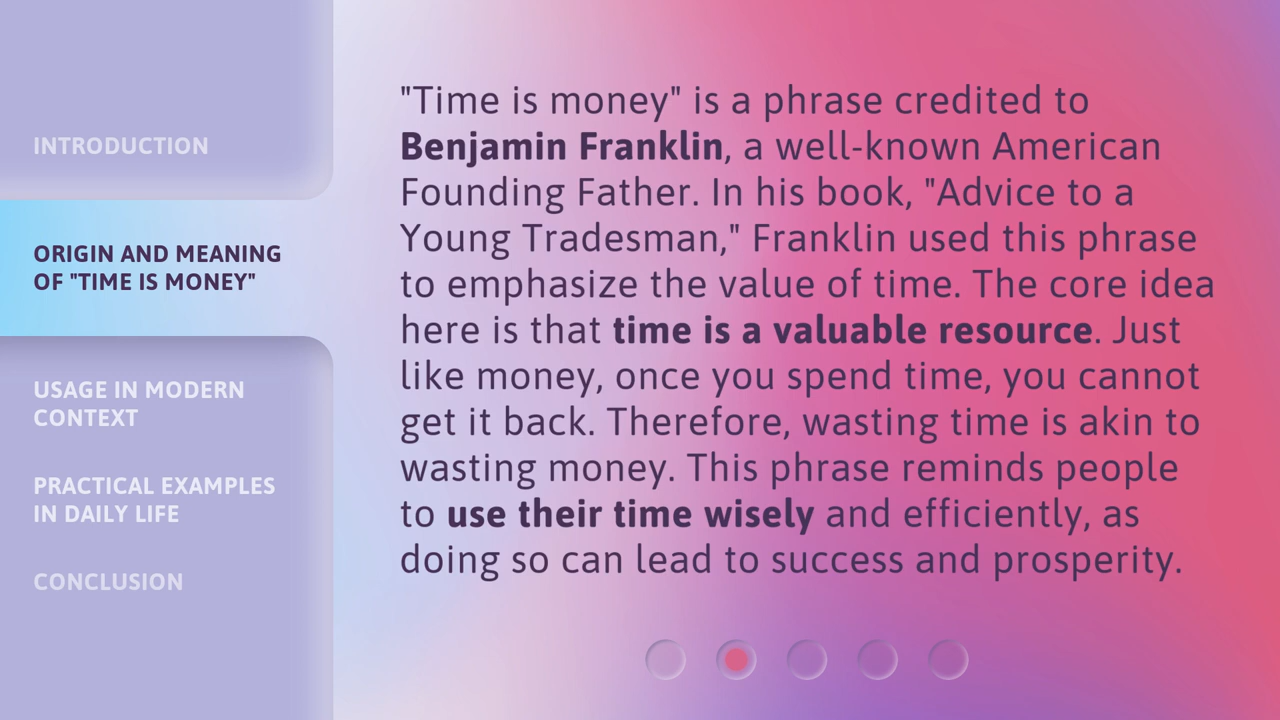 INTRODUCTION
ORIGIN AND MEANING
OF "TIME IS MONEY"
USAGE IN MODERN
CONTEXT
PRACTICAL EXAMPLES
IN DAILY LIFE
CONCLUSION
"Time is money" is a phrase credited to
Benjamin Franklin, a well-known American
Founding Father. In his book, "Advice to a
Young Tradesman," Franklin used this phrase
to emphasize the value of time. The core idea
here is that time is a valuable resource. Just
like money, once you spend time, you cannot
get it back. Therefore, wasting time is akin to
wasting money. This phrase reminds people
to use their time wisely and efficiently, as
doing so can lead to success and prosperity.